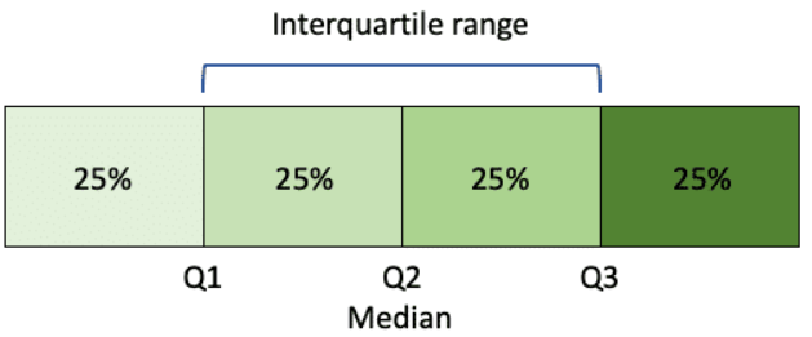 Interquartile range
25% 25% 25% 25%
Q1 Q2 Q3
Median